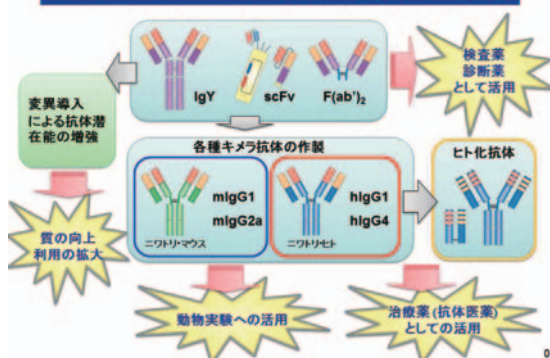 IgY
scFv
F(ab')₂
検査薬
診断薬
として活用
変異導入
による抗体潜
在能の増強
各種キメラ抗体の作製
mIgG1
mIgG2a
ニワトリ・マウス
hIgG1
hIgG4
ニワトリヒト
ヒト化抗体
質の向上
利用の拡大
動物実験への活用
治療薬(抗体医薬)
としての活用